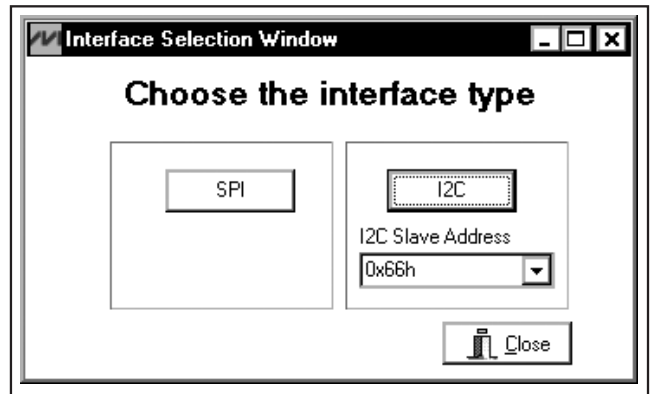 Interface Selection Window
Choose the interface type
SPI
I2C
I2C Slave Address
0x66h
Close